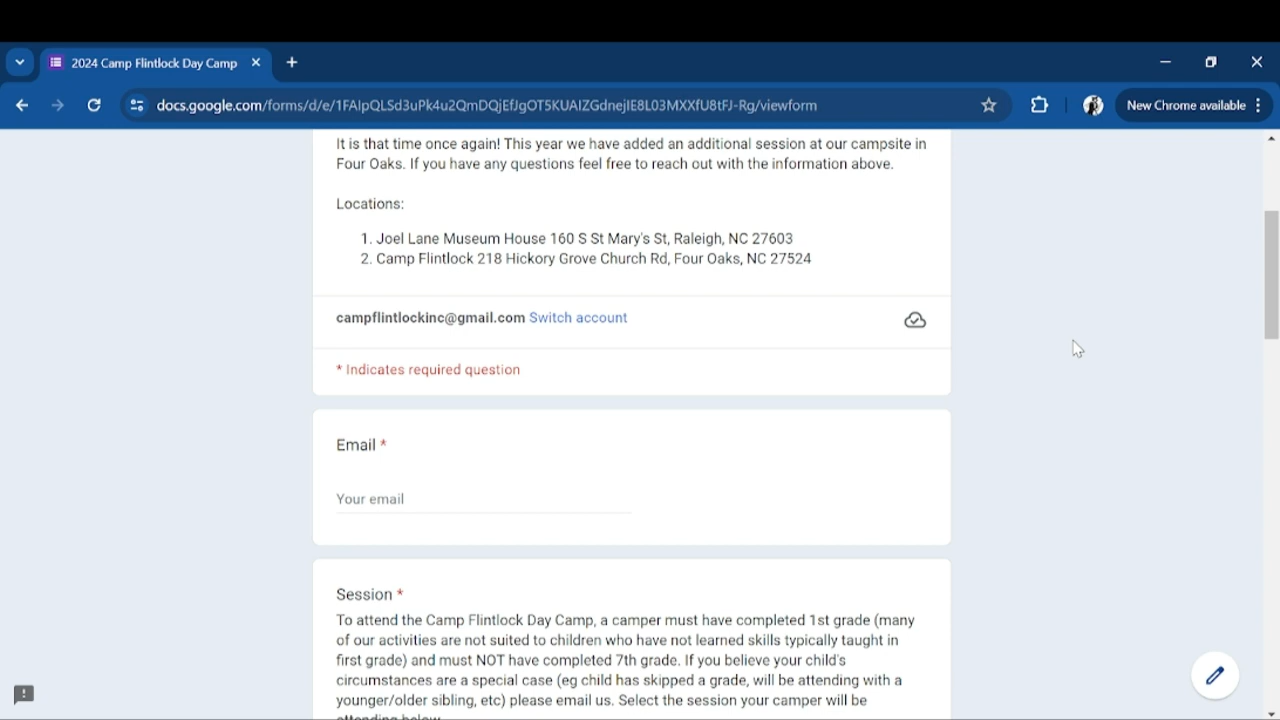 2024 Camp Flintlock Day Camp
docs.google.com/forms/d/e/1FAIpQLSd3uPk4u2QmDQjEfJgOT5KUAIZGdnejIE8L03MXXfU8tFJ-Rg/viewform
New Chrome available
It is that time once again! This year we have added an additional session at our campsite in
Four Oaks. If you have any questions feel free to reach out with the information above.
Locations:
1. Joel Lane Museum House 160 S St Mary's St, Raleigh, NC 27603
2. Camp Flintlock 218 Hickory Grove Church Rd, Four Oaks, NC 27524
campflintlockinc@gmail.com Switch account
* Indicates required question
Email *
Your email
Session *
To attend the Camp Flintlock Day Camp, a camper must have completed 1st grade (many
of our activities are not suited to children who have not learned skills typically taught in
first grade) and must NOT have completed 7th grade. If you believe your child's
circumstances are a special case (eg child has skipped a grade, will be attending with a
younger/older sibling, etc) please email us. Select the session your camper will be
attending below